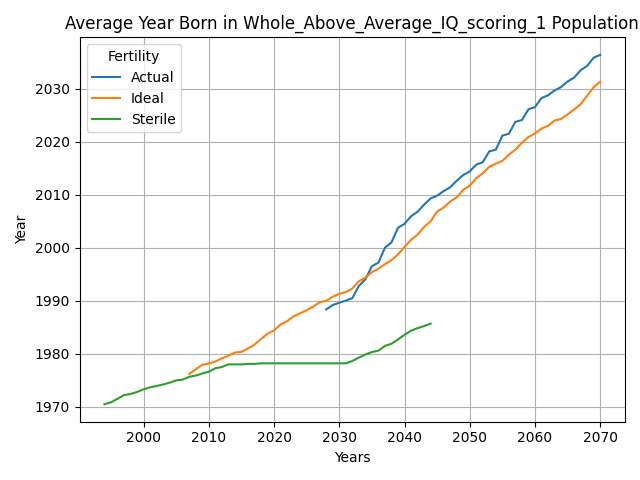 Average Year Born in Whole_Above_Average_IQ_scoring_1 Population
Fertility
Actual
Ideal
Sterile
Year
2030
2020
2010
2000
1990
1980
1970
2000
2010
2020
2030
2040
2050
2060
2070
Years